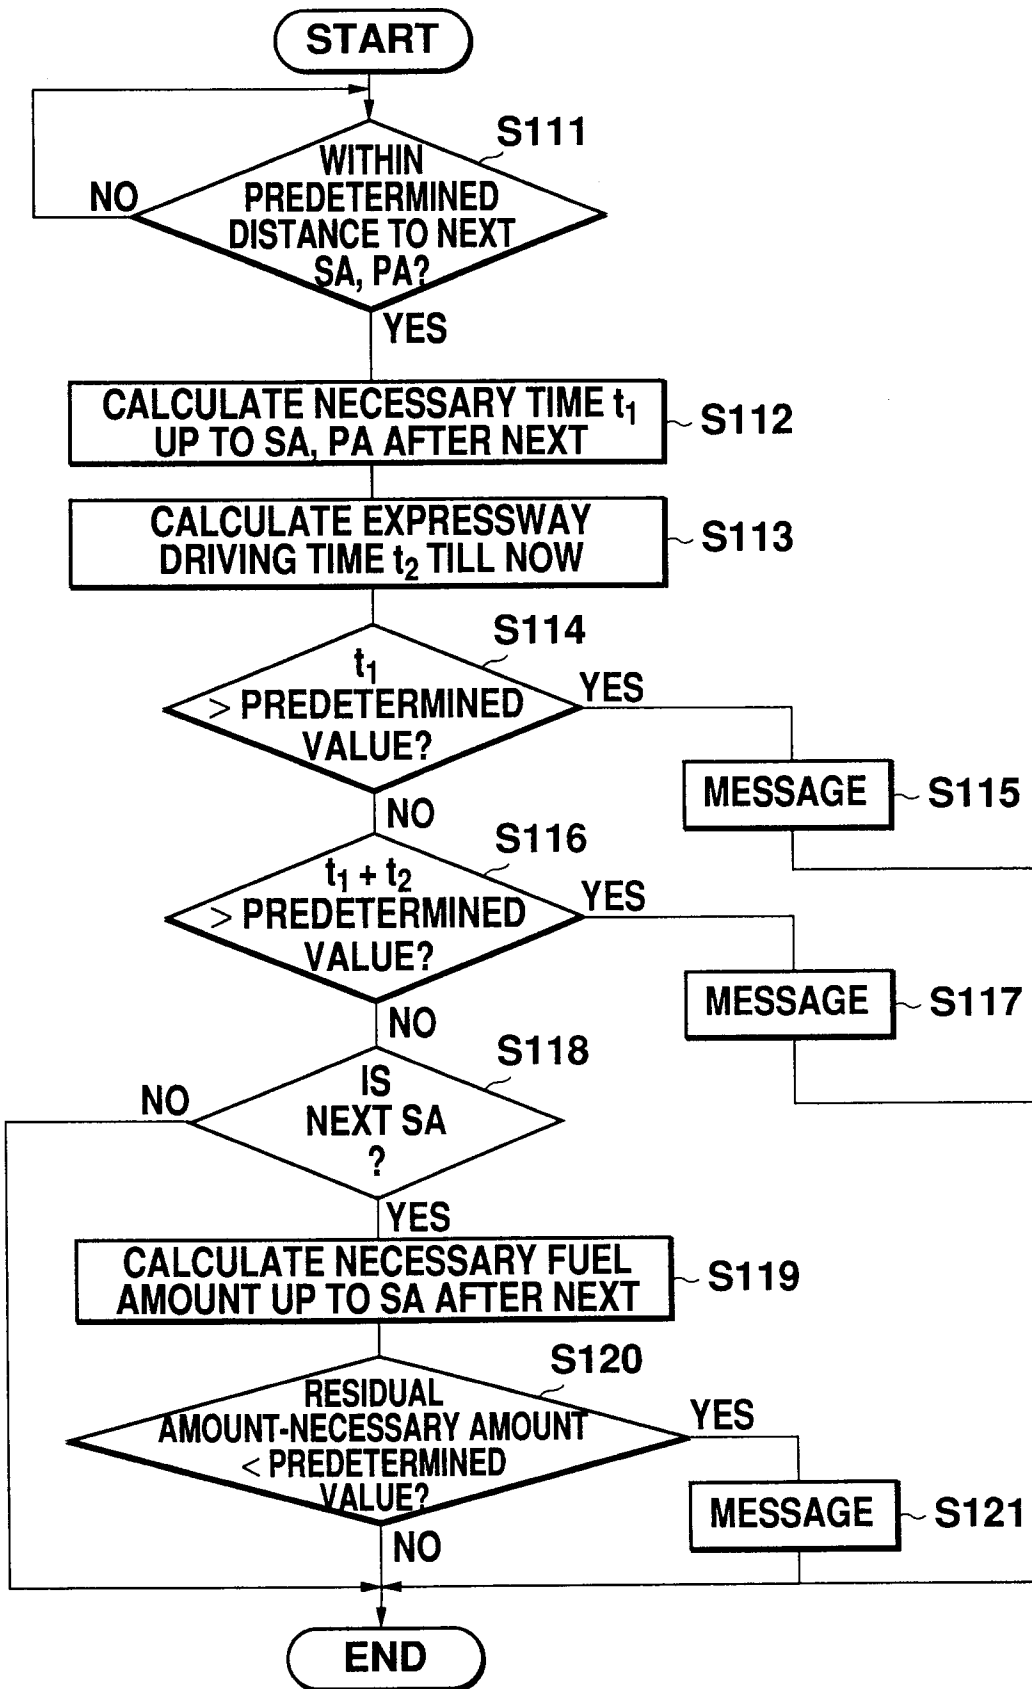 START
S111
WITHIN
PREDETERMINED
DISTANCE TO NEXT
SA, PA?
NO
YES
CALCULATE NECESSARY TIME t1
UP TO SA, PA AFTER NEXT
S112
CALCULATE EXPRESSWAY
DRIVING TIME t2 TILL NOW
S113
S114
t1
> PREDETERMINED
VALUE?
YES
MESSAGE
S115
NO
S116
t1 + t2
> PREDETERMINED
VALUE?
YES
MESSAGE
S117
NO
S118
IS
NEXT SA
?
NO
YES
CALCULATE NECESSARY FUEL
AMOUNT UP TO SA AFTER NEXT
S119
S120
RESIDUAL
AMOUNT-NECESSARY AMOUNT
< PREDETERMINED
VALUE?
YES
MESSAGE
S121
NO
END